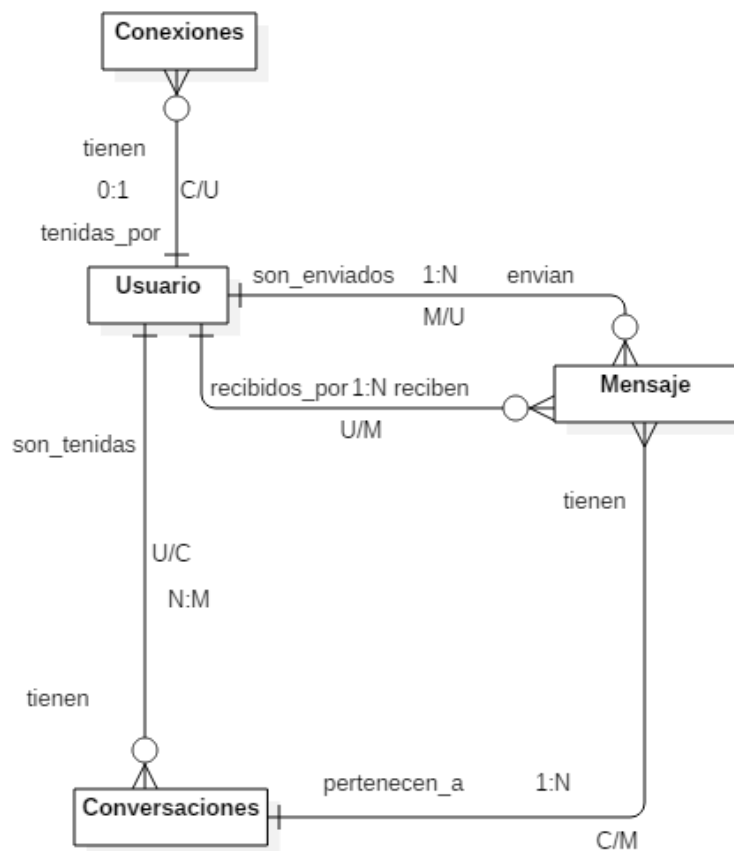 Conexiones
tienen
0:1
C/U
tenidas_por
Usuario
son_enviados
1:N
envian
M/U
Mensaje
recibidos_por
1:N
reciben
U/M
son_tenidas
tienen
U/C
N:M
tienen
pertenecen_a
1:N
Conversaciones
C/M